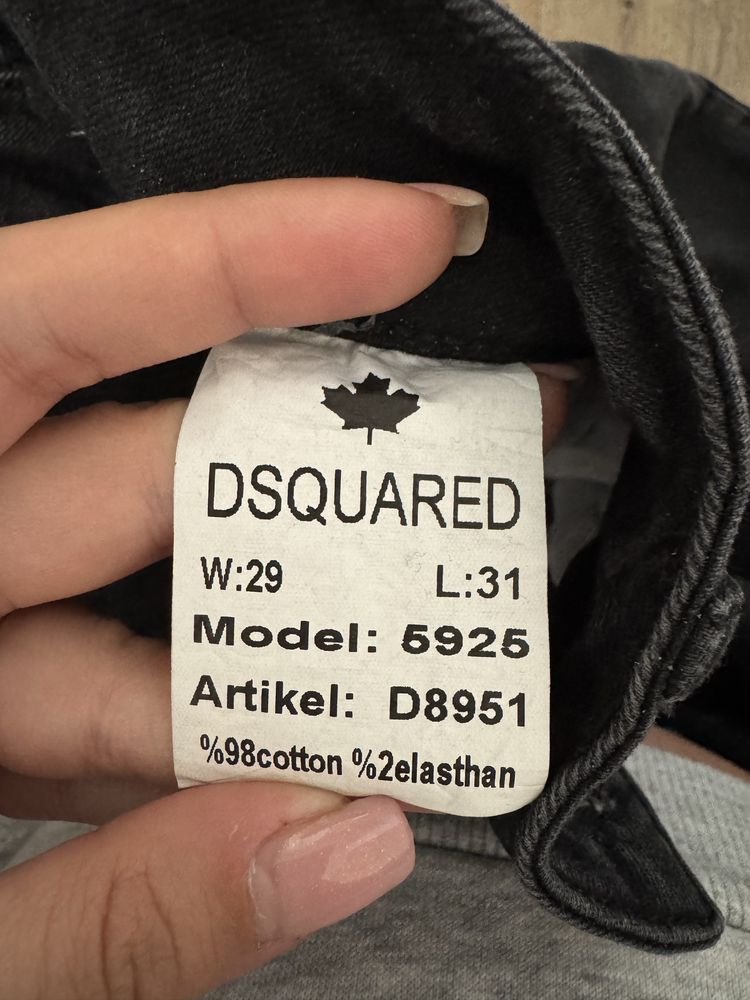 DSQUARED
W:29 L:31
Model: 5925
Artikel: D8951
%98cotton %2elasthan